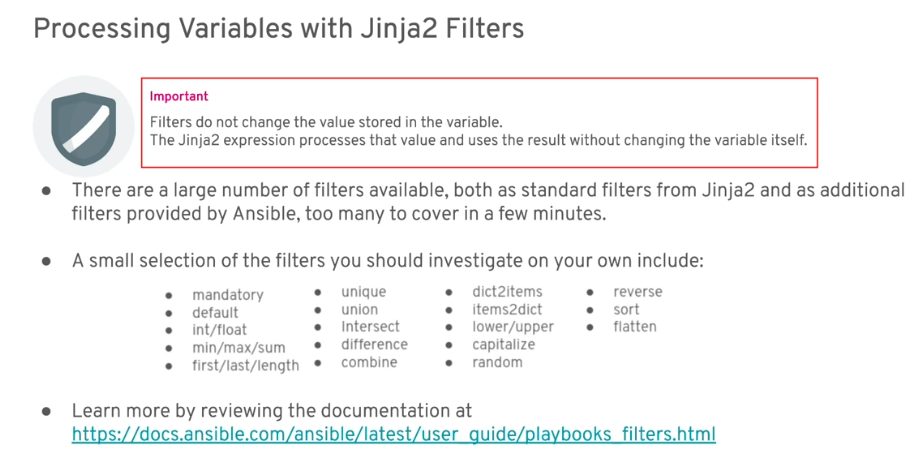 Processing Variables with Jinja2 Filters
Important
Filters do not change the value stored in the variable.
The Jinja2 expression processes that value and uses the result without changing the variable itself.
● There are a large number of filters available, both as standard filters from Jinja2 and as additional
filters provided by Ansible, too many to cover in a few minutes.
● A small selection of the filters you should investigate on your own include:
● mandatory
● default
● int/float
● min/max/sum
● first/last/length
● unique
● union
● Intersect
● difference
● combine
● dict2items
● items2dict
● lower/upper
● capitalize
● random
● reverse
● sort
● flatten
● Learn more by reviewing the documentation at
https://docs.ansible.com/ansible/latest/user_guide/playbooks_filters.html